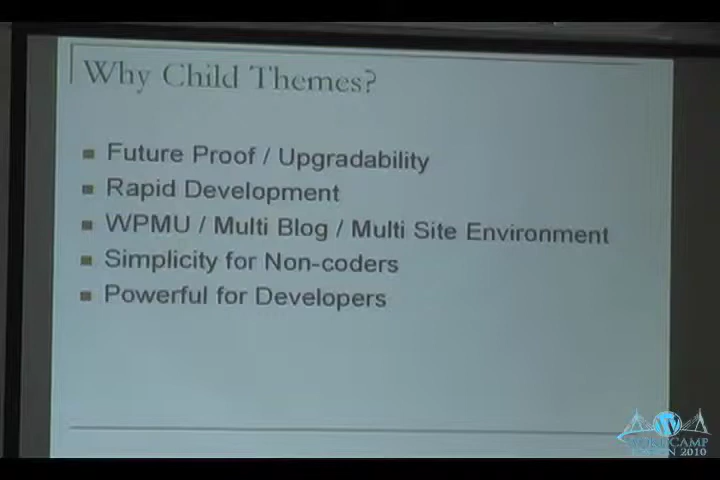 Why Child Themes?
Future Proof / Upgradability
Rapid Development
WPMU / Multi Blog / Multi Site Environment
Simplicity for Non-coders
Powerful for Developers
WORDCAMP
2010